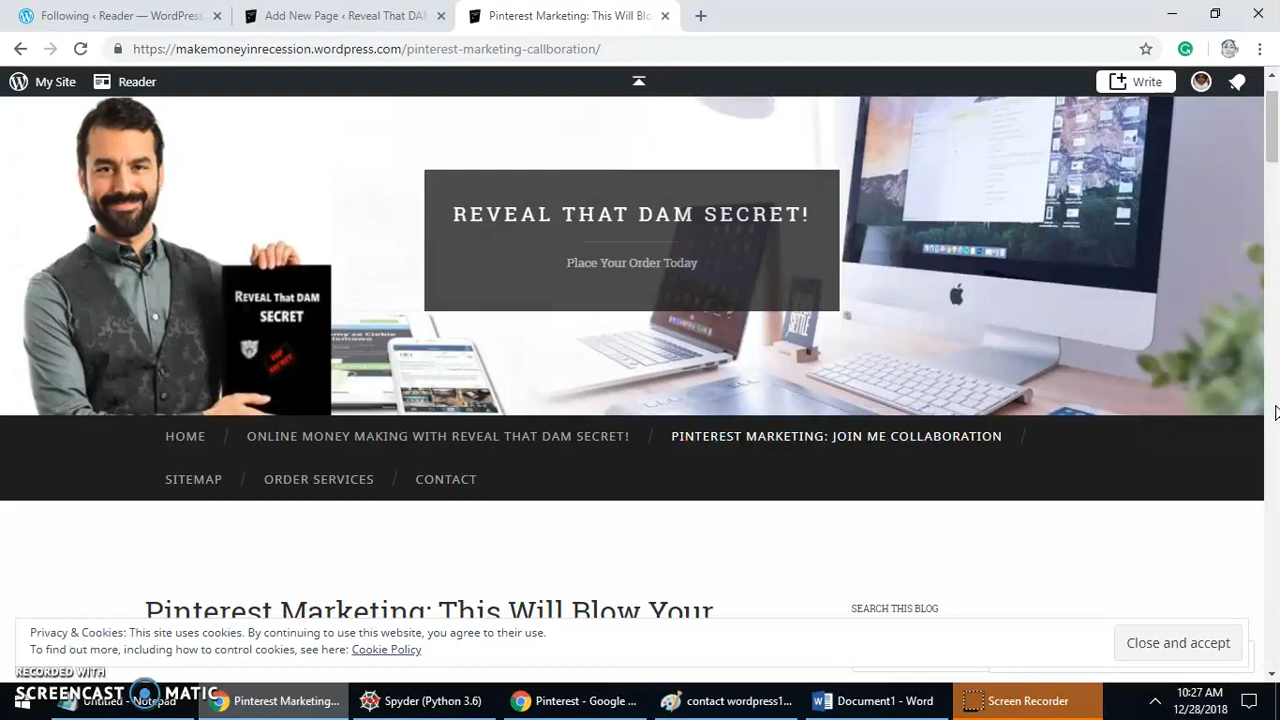 Following ‹ Reader — WordPress
Add New Page ‹ Reveal That DAM
Pinterest Marketing: This Will Blo
https://makemoneyinrecession.wordpress.com/pinterest-marketing-callboration/
My Site
Reader
Write
REVEAL THAT DAM SECRET!
Place Your Order Today
REVEAL That DAM
SECRET
TOP
SECRET
HOME / ONLINE MONEY MAKING WITH REVEAL THAT DAM SECRET! / PINTEREST MARKETING: JOIN ME COLLABORATION /
SITEMAP / ORDER SERVICES / CONTACT
Pinterest Marketing: This Will Blow Your
SEARCH THIS BLOG
Privacy & Cookies: This site uses cookies. By continuing to use this website, you agree to their use.
To find out more, including how to control cookies, see here: Cookie Policy
Close and accept
RECORDED WITH
SCREENCAST MATIC
Untitled - Notepad
Pinterest Marketing...
Spyder (Python 3.6)
Pinterest - Google ...
contact wordpress1...
Document1 - Word
Screen Recorder
10:27 AM
12/28/2018